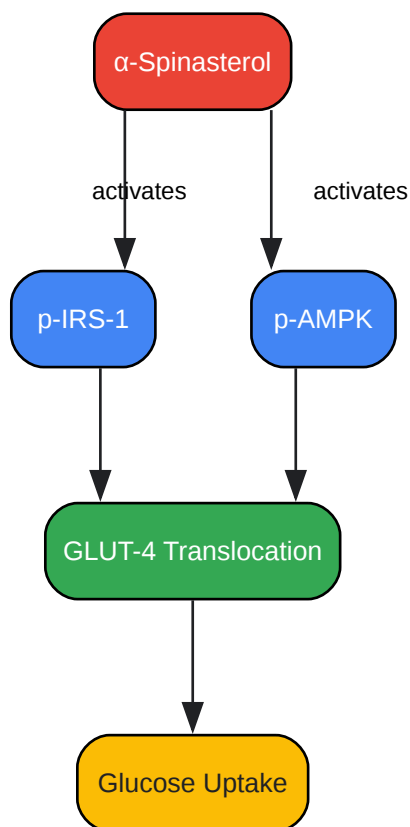 α-Spinasterol
activates
activates
p-IRS-1
p-AMPK
GLUT-4 Translocation
Glucose Uptake